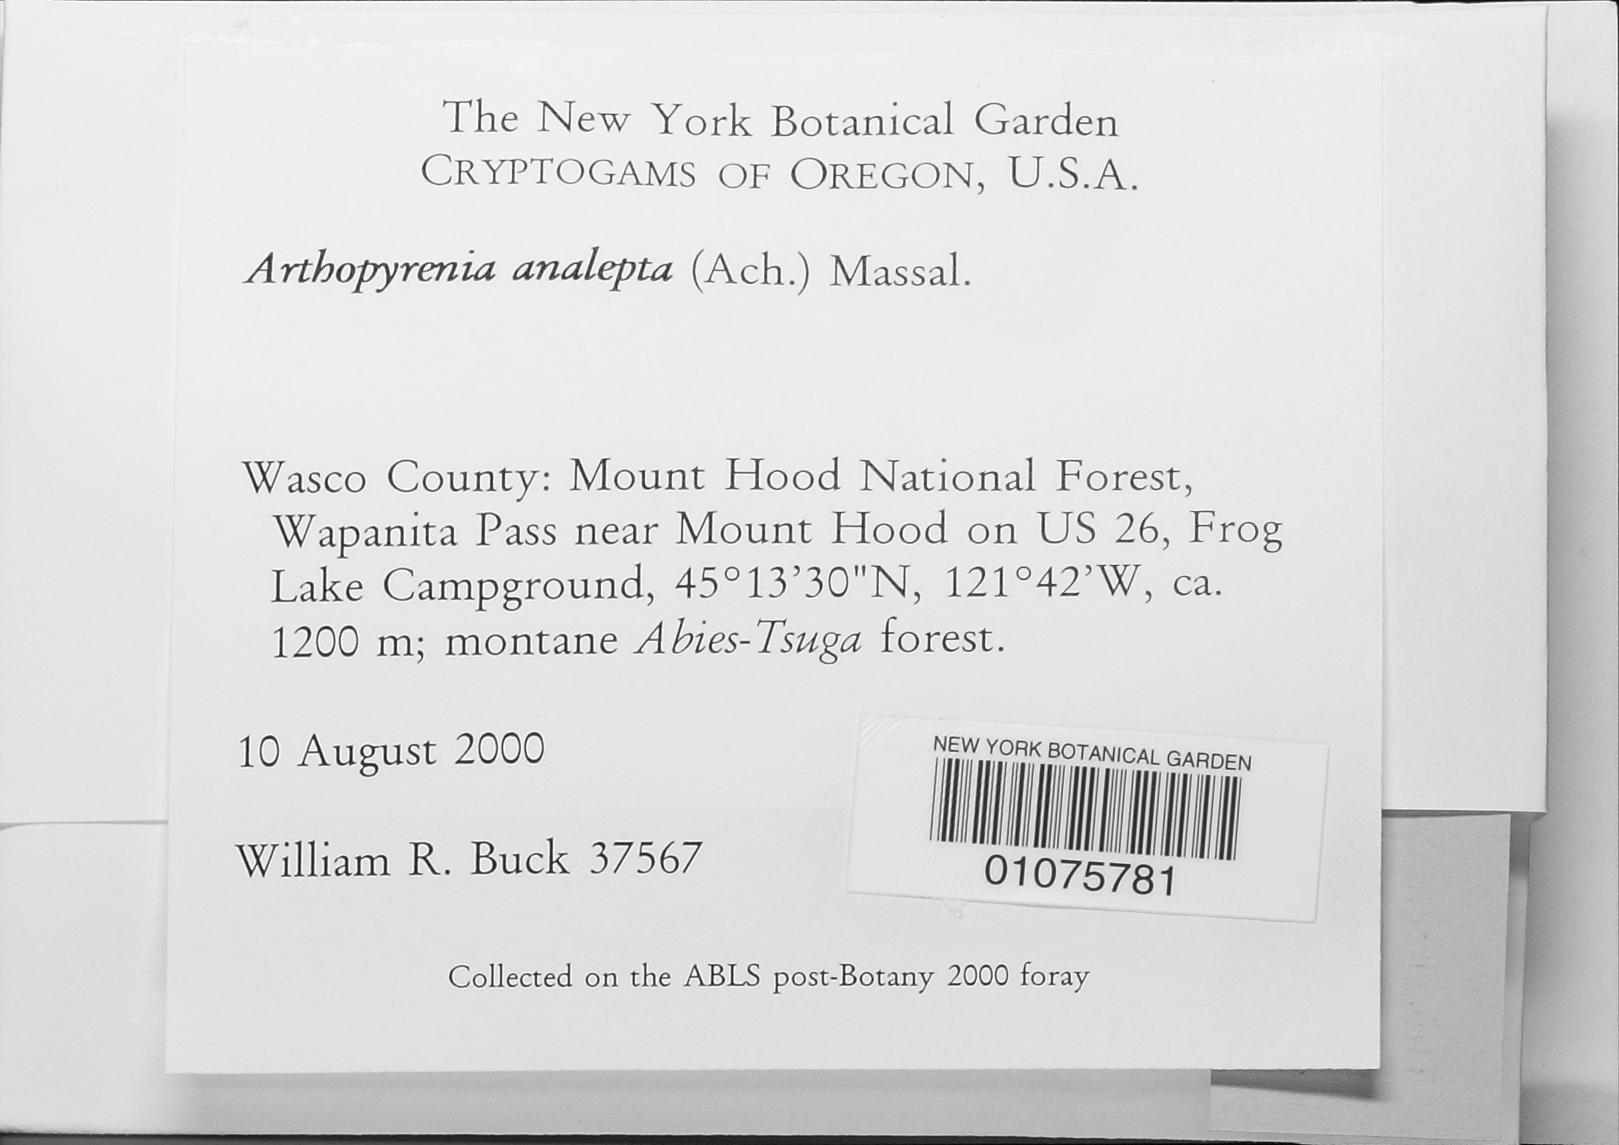 The New York Botanical Garden
CRYPTOGAMS OF OREGON, U.S.A.
Arthopyrenia analepta (Ach.) Massal.
Wasco County: Mount Hood National Forest,
Wapanita Pass near Mount Hood on US 26, Frog
Lake Campground, 45°13’30"N, 121°42’W, ca.
1200 m; montane Abies-Tsuga forest.
10 August 2000
William R. Buck 37567
NEW YORK BOTANICAL GARDEN
01075781
Collected on the ABLS post-Botany 2000 foray